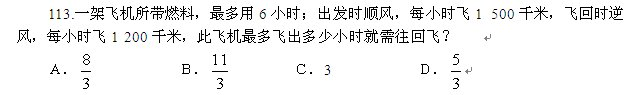 113.一架飞机所带燃料，最多用 6 小时；出发时顺风，每小时飞 1 500 千米，飞回时逆
风，每小时飞 1 200 千米，此飞机最多飞出多少小时就需往回飞？
A. 8/3 B. 11/3 C. 3 D. 5/3